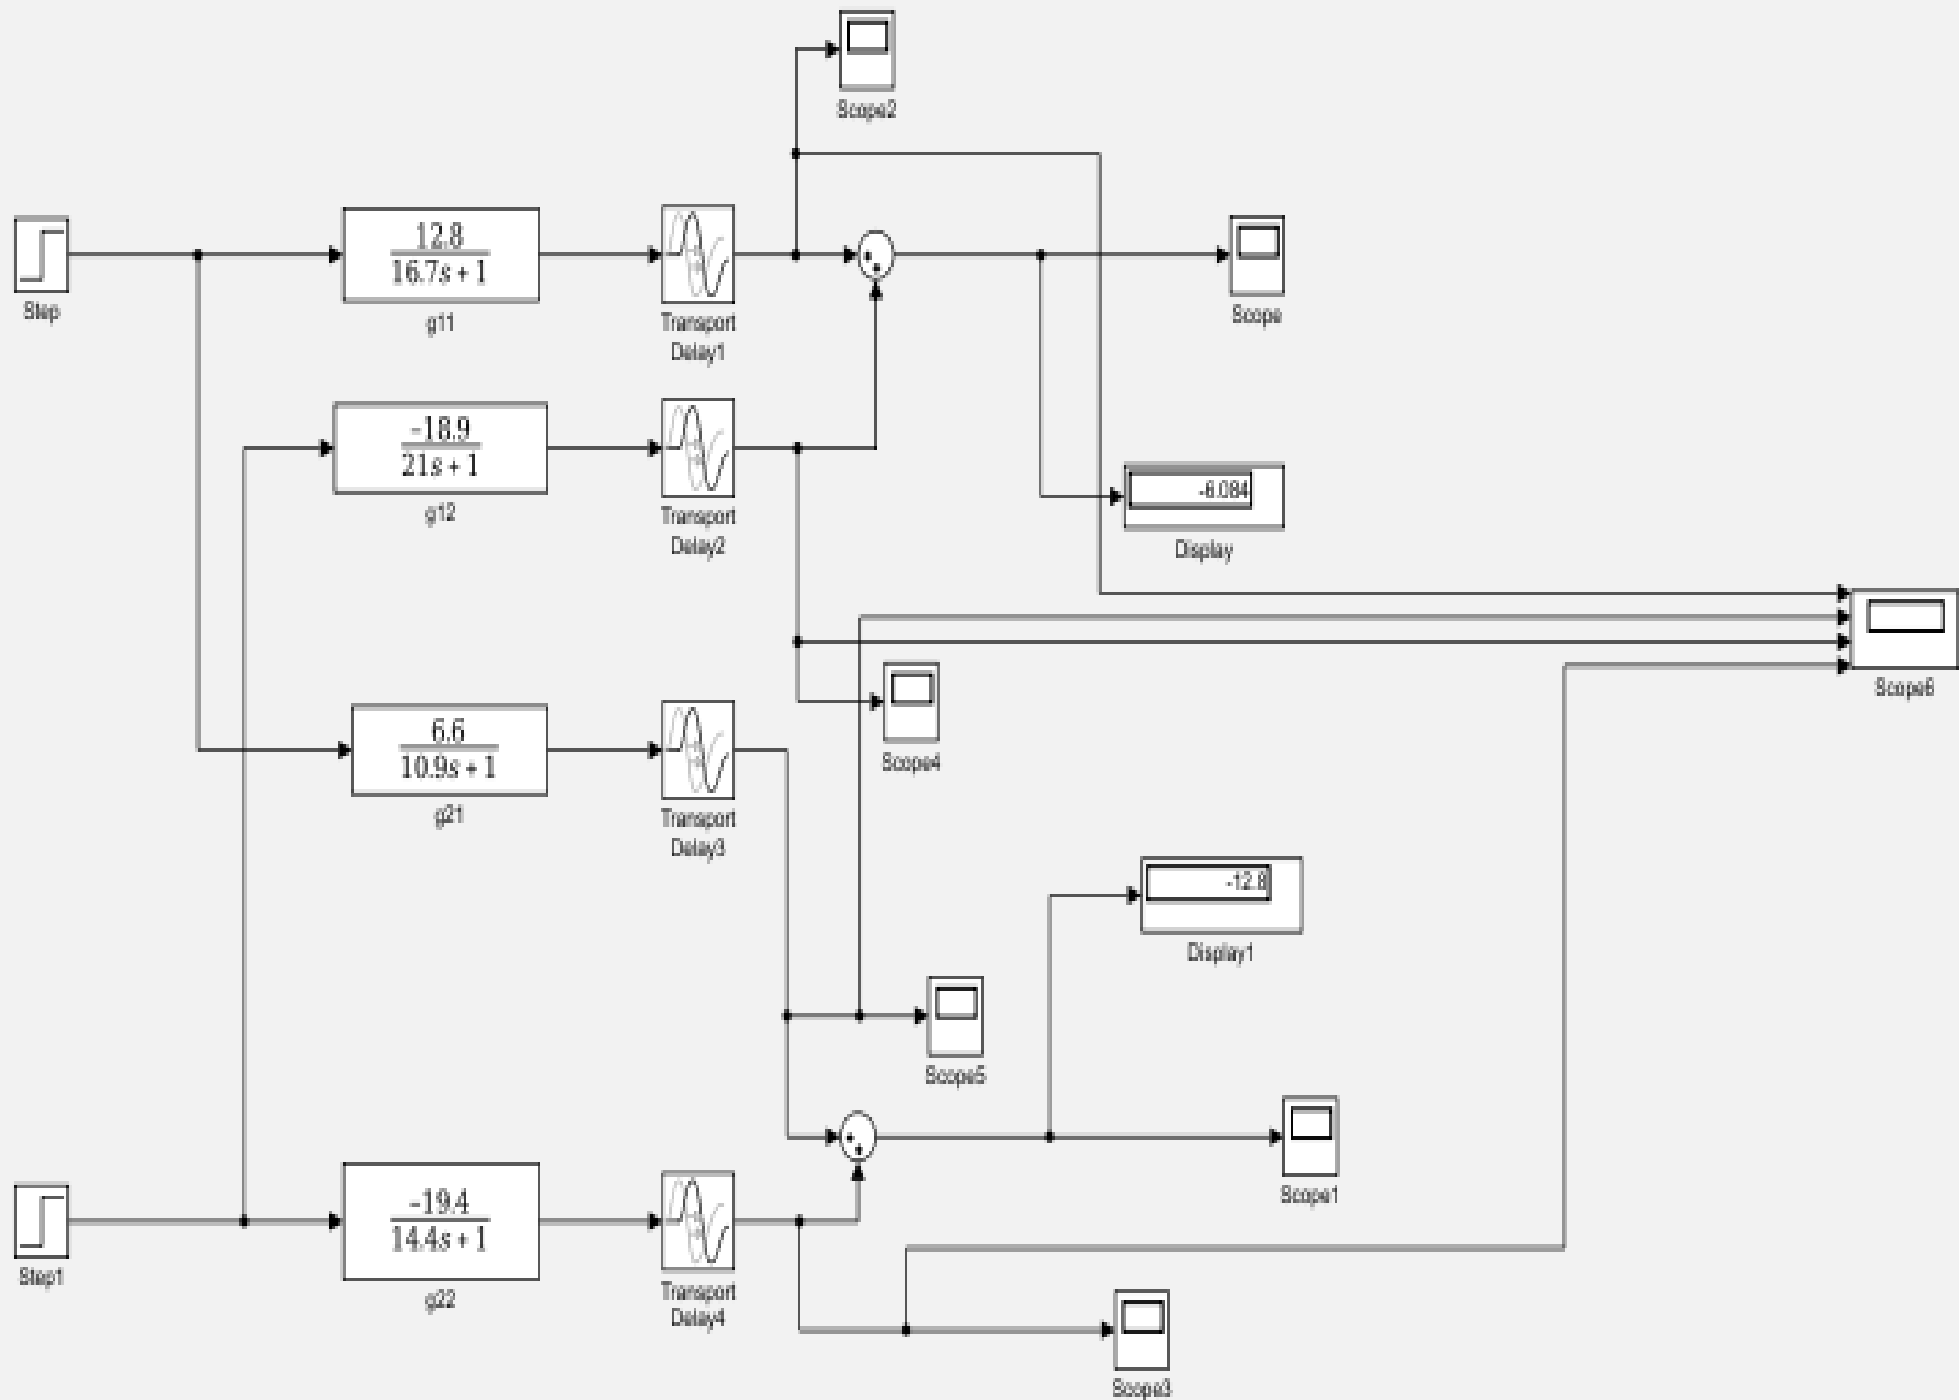 Scope2
12.8
16.7s + 1
Step
g11
Transport
Delay1
Scope
-18.9
21s + 1
g12
Transport
Delay2
-6.084
Display
Scope6
6.6
10.9s + 1
g21
Transport
Delay3
Scope4
-12.8
Display1
Scope5
-19.4
14.4s + 1
Step1
g22
Transport
Delay4
Scope1
Scope3